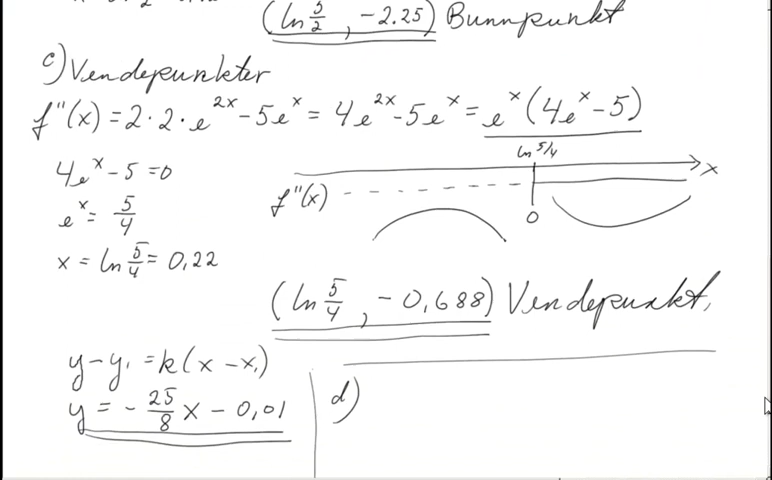 (ln 5/2 , -2.25) Bunnpunkt
c) Vendepunkter
f''(x) = 2·2·e^2x - 5e^x = 4e^2x - 5e^x = e^x(4e^x - 5)
4e^x - 5 = 0
e^x = 5/4
x = ln 5/4 = 0,22
ln 5/4
x
f''(x)
0
(ln 5/4 , -0,688) Vendepunkt,
y - y₁ = k(x - x₁)
y = - 25/8 x - 0,01
d)